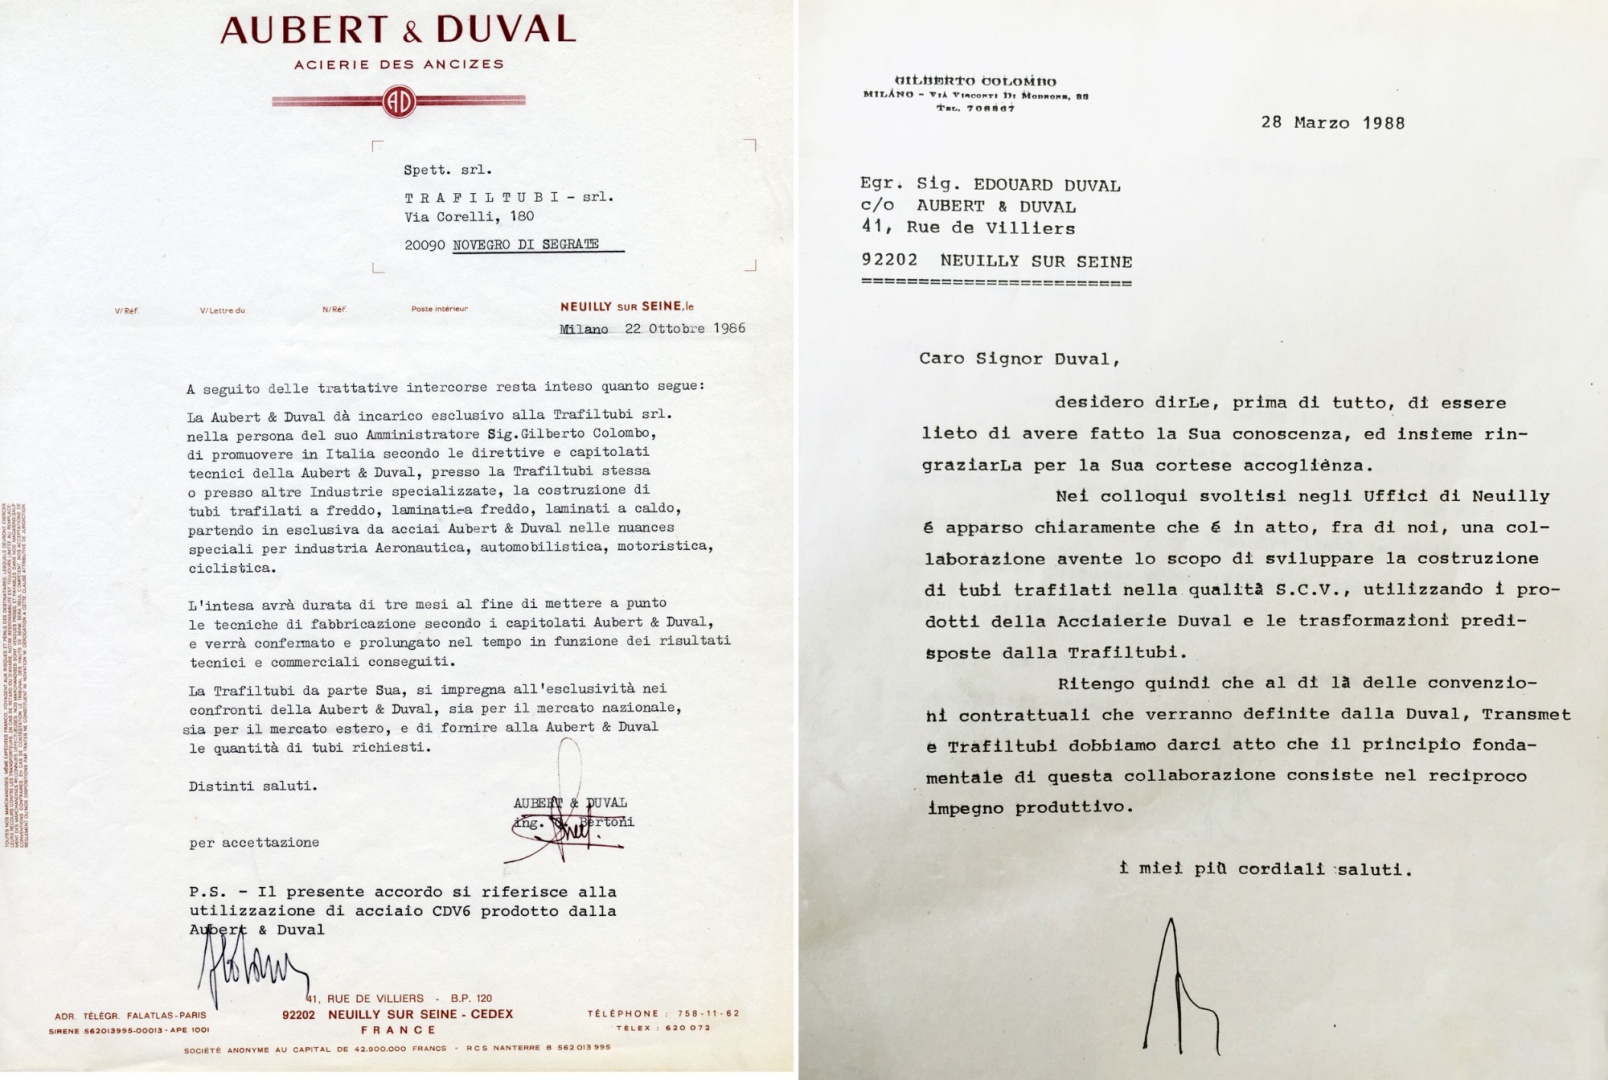 AUBERT & DUVAL
ACIERIE DES ANCIZES
AD
Spett. srl.
TRAFILTUBI - srl.
Via Corelli, 180
20090 NOVEGRO DI SEGRATE
V/Réf.
V/Lettre du
N/Réf.
Poste intérieur
NEUILLY SUR SEINE, le
Milano 22 Ottobre 1986
A seguito delle trattative intercorse resta inteso quanto segue:
La Aubert & Duval dà incarico esclusivo alla Trafiltubi srl.
nella persona del suo Amministratore Sig.Gilberto Colombo,
di promuovere in Italia secondo le direttive e capitolati
tecnici della Aubert & Duval, presso la Trafiltubi stessa
o presso altre Industrie specializzate, la costruzione di
tubi trafilati a freddo, laminati-a freddo, laminati a caldo,
partendo in esclusiva da acciai Aubert & Duval nelle nuances
speciali per industria Aeronautica, automobilistica, motoristica,
ciclistica.
L'intesa avrà durata di tre mesi al fine di mettere a punto
le tecniche di fabbricazione secondo i capitolati Aubert & Duval,
e verrà confermato e prolungato nel tempo in funzione dei risultati
tecnici e commerciali conseguiti.
La Trafiltubi da parte Sua, si impregna all'esclusività nei
confronti della Aubert & Duval, sia per il mercato nazionale,
sia per il mercato estero, e di fornire alla Aubert & Duval
le quantità di tubi richiesti.
Distinti saluti.
AUBERT & DUVAL
ing. Bertoni
per accettazione
P.S. - Il presente accordo si riferisce alla
utilizzazione di acciaio CDV6 prodotto dalla
Aubert & Duval
41, RUE DE VILLIERS - B.P. 120
92202 NEUILLY SUR SEINE - CEDEX
FRANCE
ADR. TÉLÉGR. FALATLAS-PARIS
SIRENE 562013995-00013 - APE 1001
TÉLÉPHONE : 758-11-62
TELEX : 620 072
SOCIÉTÉ ANONYME AU CAPITAL DE 42.900.000 FRANCS - RCS NANTERRE B 562 013 995
GILBERTO COLOMBO
MILANO - VIA VISCONTI DI MODRONE,
TEL.
28 Marzo 1988
Egr. Sig. EDOUARD DUVAL
c/o AUBERT & DUVAL
41, Rue de Villiers
92202 NEUILLY SUR SEINE
========================
Caro Signor Duval,
desidero dirLe, prima di tutto, di essere
lieto di avere fatto la Sua conoscenza, ed insieme rin-
graziarLa per la Sua cortese accogliènza.
Nei colloqui svoltisi negli Uffici di Neuilly
é apparso chiaramente che é in atto, fra di noi, una col-
laborazione avente lo scopo di sviluppare la costruzione
di tubi trafilati nella qualità S.C.V., utilizzando i pro-
dotti della Acciaierie Duval e le trasformazioni predi-
sposte dalla Trafiltubi.
Ritengo quindi che al di là delle convenzio-
ni contrattuali che verranno definite dalla Duval, Transmet
e Trafiltubi dobbiamo darci atto che il principio fonda-
mentale di questa collaborazione consiste nel reciproco
impegno produttivo.
i miei più cordiali saluti.